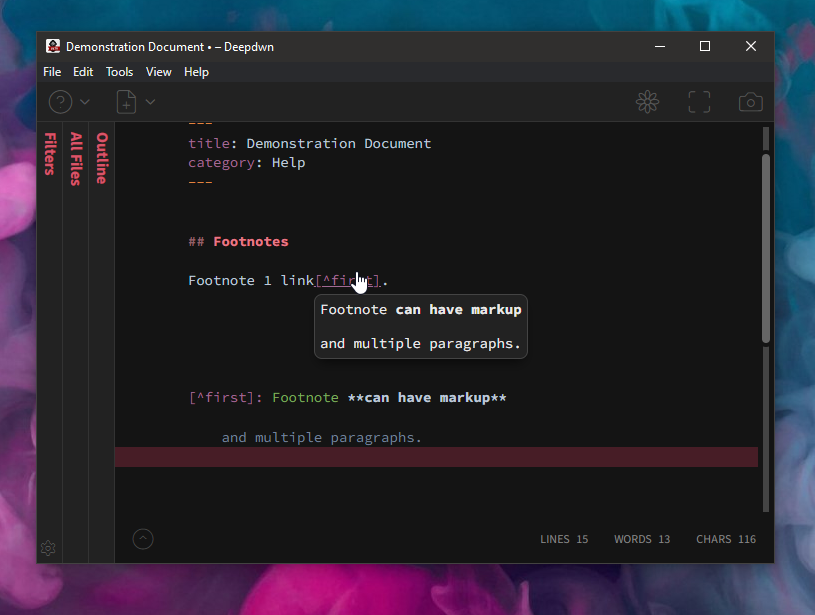 Demonstration Document • – Deepdwn
File Edit Tools View Help
Filters
All Files
Outline
---
title: Demonstration Document
category: Help
---
## Footnotes
Footnote 1 link[^first].
Footnote can have markup
and multiple paragraphs.
[^first]: Footnote **can have markup**
and multiple paragraphs.
LINES 15 WORDS 13 CHARS 116